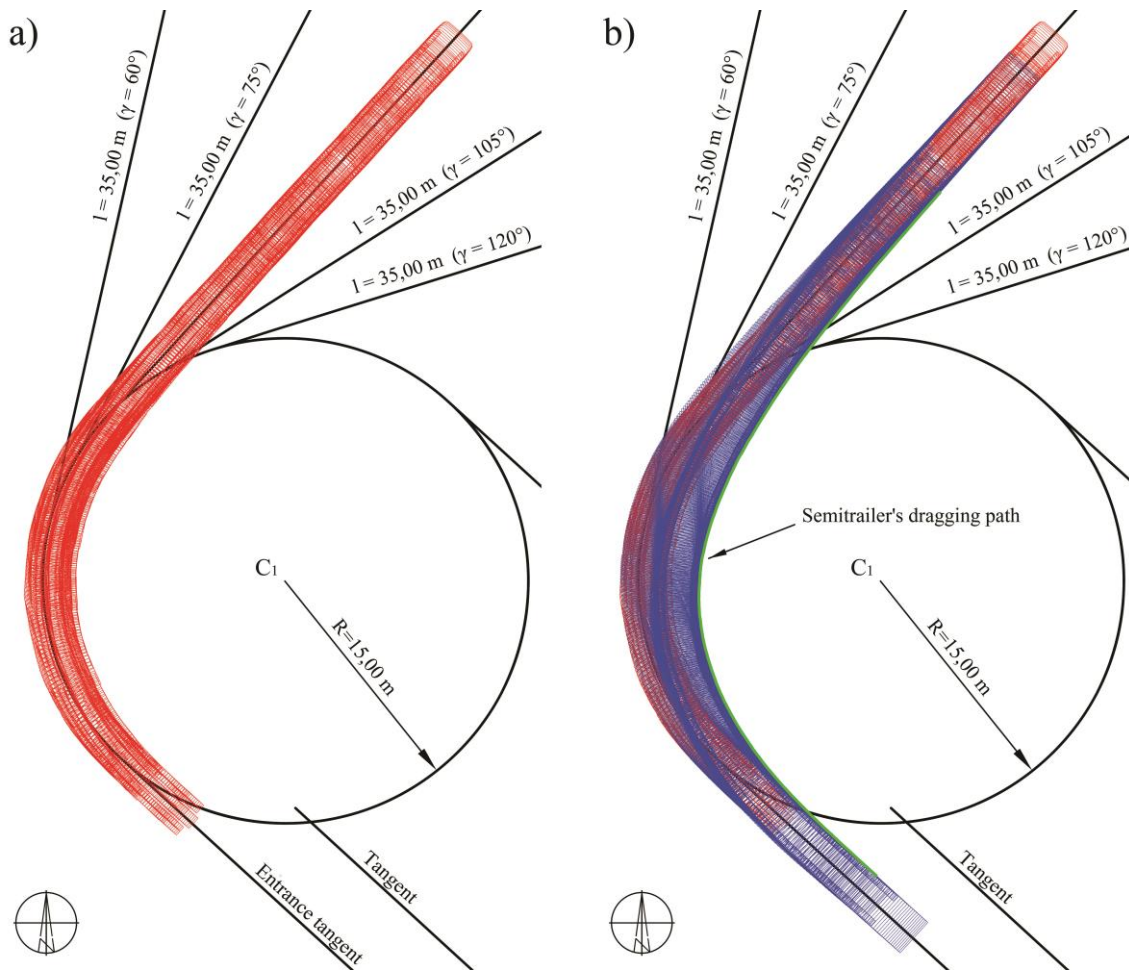 a)
l = 35,00 m (γ = 60°)
l = 35,00 m (γ = 75°)
l = 35,00 m (γ = 105°)
l = 35,00 m (γ = 120°)
C1
R=15,00 m
Entrance tangent
Tangent
N
b)
l = 35,00 m (γ = 60°)
l = 35,00 m (γ = 75°)
l = 35,00 m (γ = 105°)
l = 35,00 m (γ = 120°)
Semitrailer's dragging path
C1
R=15,00 m
Tangent
N